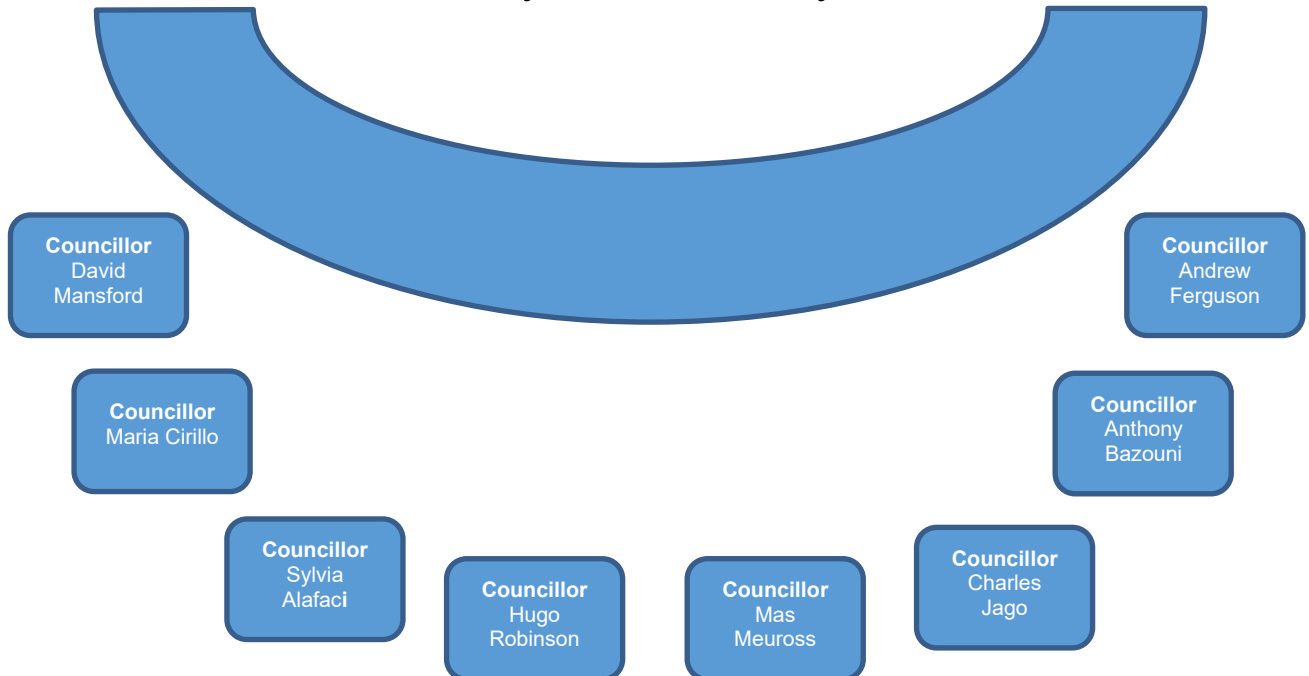 Councillor
David
Mansford
Councillor
Andrew
Ferguson
Councillor
Maria Cirillo
Councillor
Anthony
Bazouni
Councillor
Sylvia
Alafaci
Councillor
Charles
Jago
Councillor
Hugo
Robinson
Councillor
Mas
Meuross